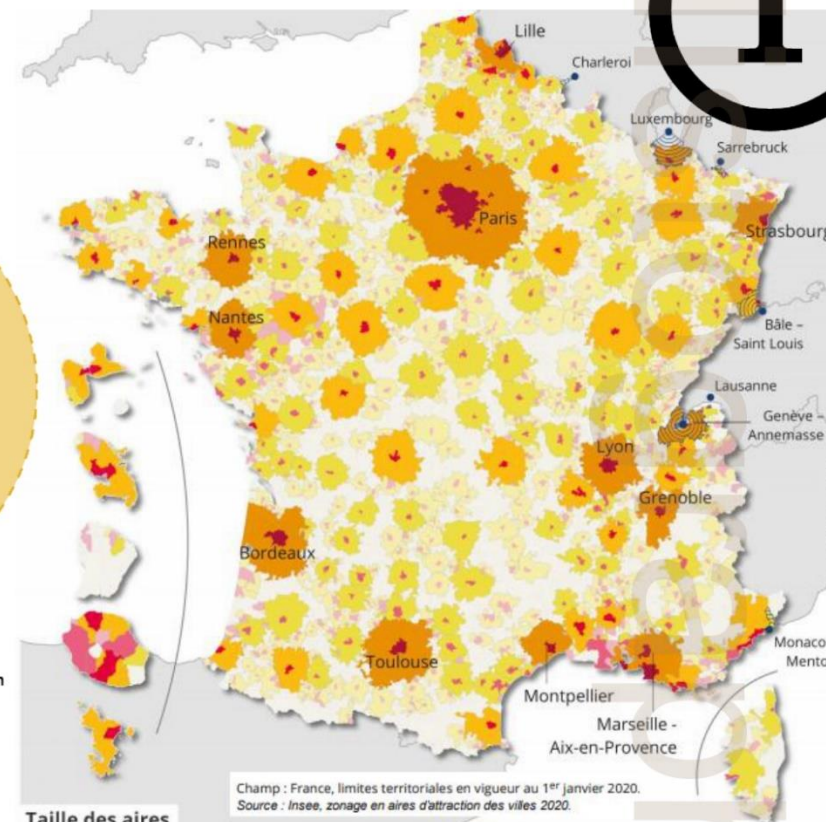 1
Lille
Charleroi
Luxembourg
Sarrebruck
Paris
Strasbourg
Rennes
Nantes
Bâle –
Saint Louis
Lausanne
Genève –
Annemasse
Lyon
Grenoble
Bordeaux
Toulouse
Monaco
Mento
n
Montpellier
Marseille -
Aix-en-Provence
Champ : France, limites territoriales en vigueur au 1er janvier 2020.
Source : Insee, zonage en aires d'attraction des villes 2020.
Taille des aires